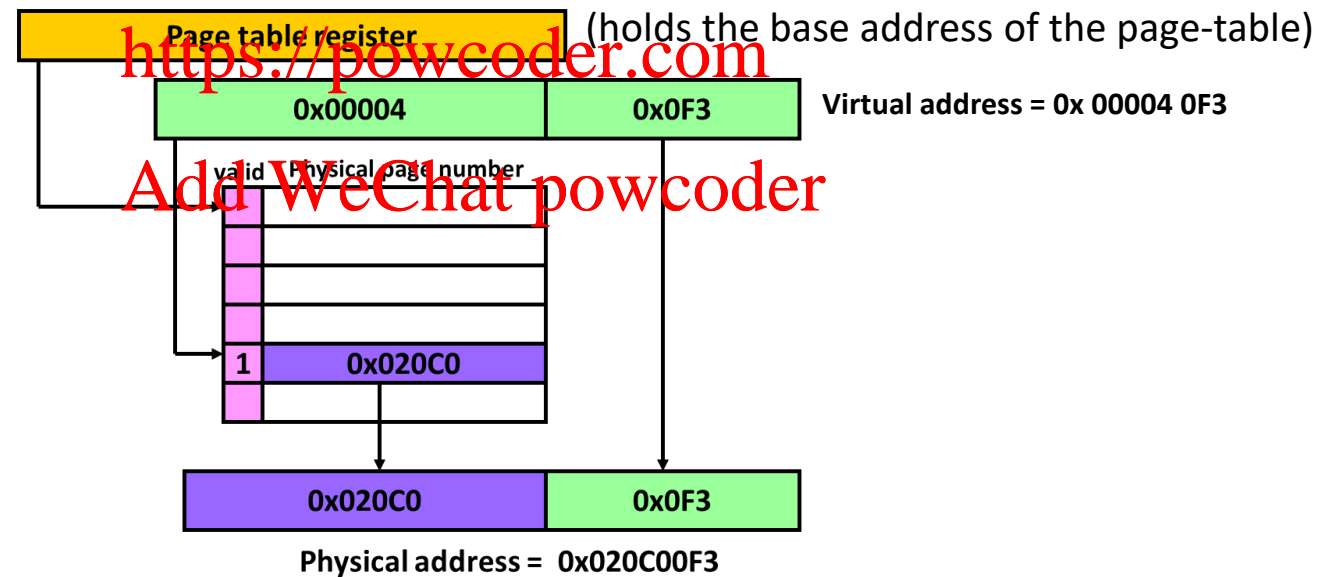 Page table register
(holds the base address of the page-table)
https://powcoder.com
0x00004
0x0F3
Virtual address = 0x 00004 0F3
valid
Physical page number
Add WeChat powcoder
1
0x020C0
0x020C0
0x0F3
Physical address = 0x020C00F3